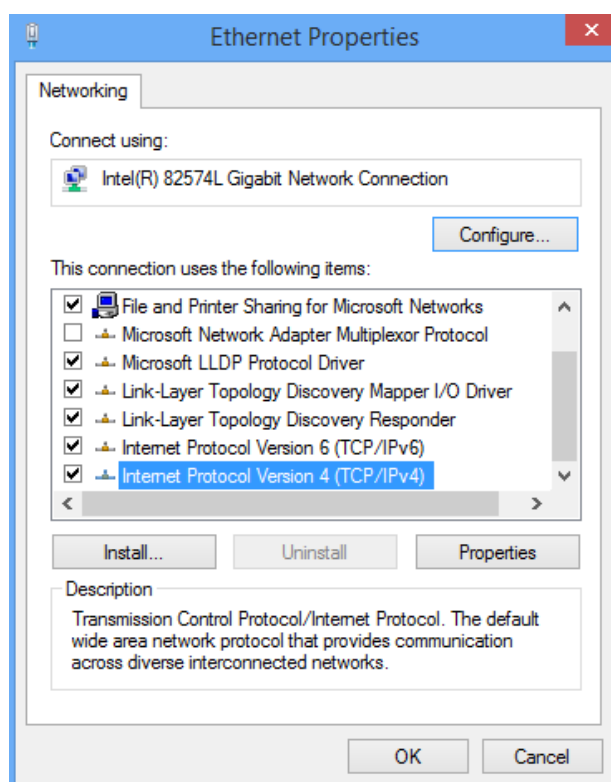 Ethernet Properties
Networking
Connect using:
Intel(R) 82574L Gigabit Network Connection
Configure...
This connection uses the following items:
File and Printer Sharing for Microsoft Networks
Microsoft Network Adapter Multiplexor Protocol
Microsoft LLDP Protocol Driver
Link-Layer Topology Discovery Mapper I/O Driver
Link-Layer Topology Discovery Responder
Internet Protocol Version 6 (TCP/IPv6)
Internet Protocol Version 4 (TCP/IPv4)
Install... Uninstall Properties
Description
Transmission Control Protocol/Internet Protocol. The default
wide area network protocol that provides communication
across diverse interconnected networks.
OK Cancel